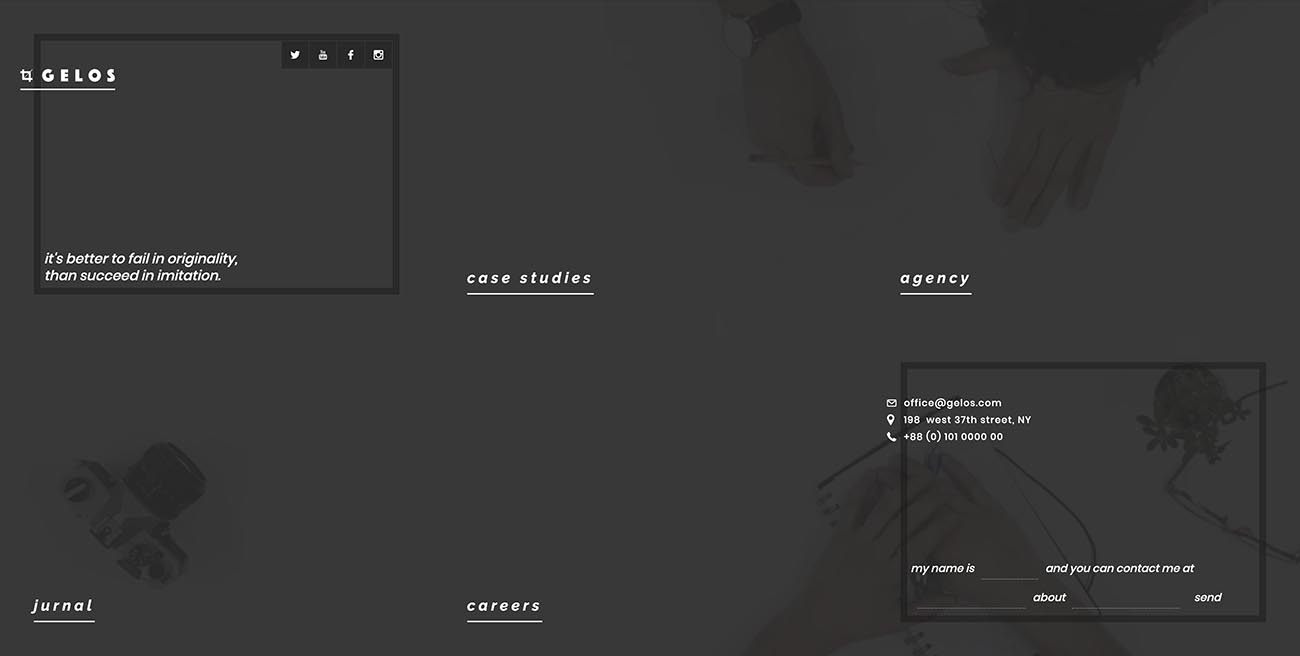 GELOS
it's better to fail in originality,
than succeed in imitation.
case studies
agency
jurnal
careers
office@gelos.com
198 west 37th street, NY
+88 (0) 101 0000 00
my name is and you can contact me at
about send